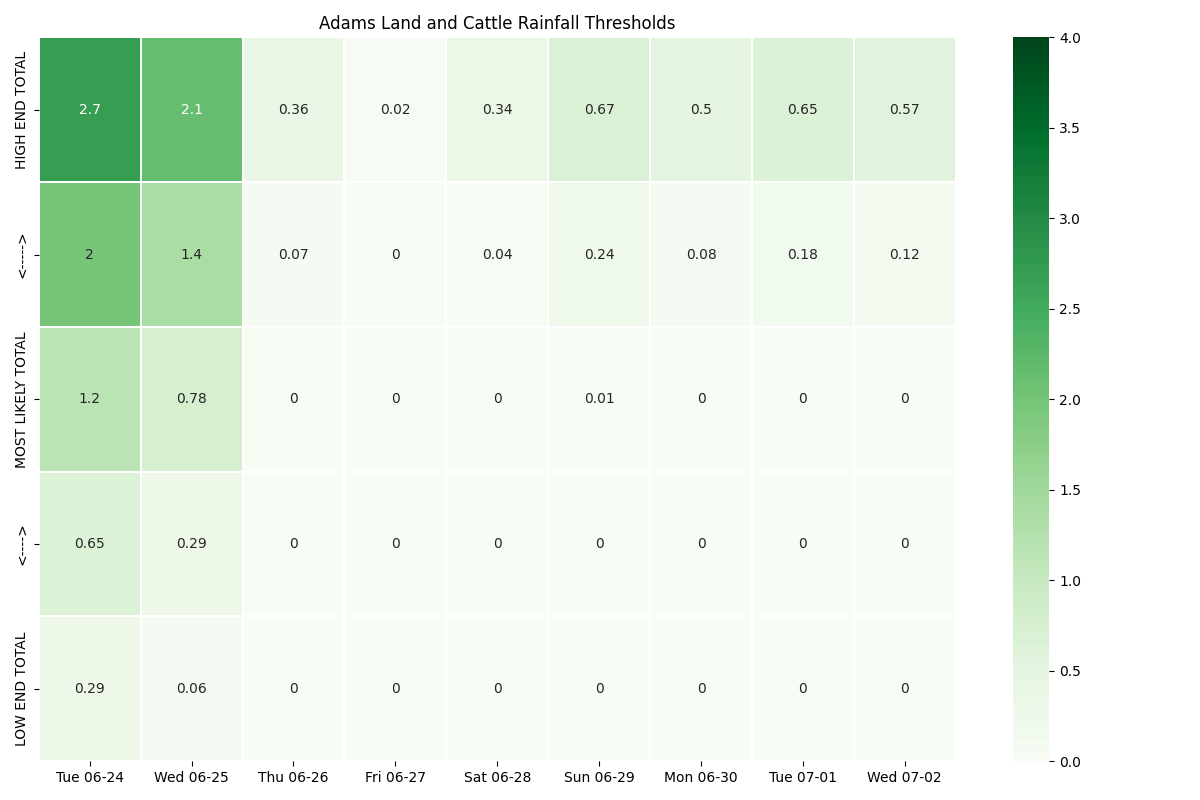 Adams Land and Cattle Rainfall Thresholds
HIGH END TOTAL
2.7 2.1 0.36 0.02 0.34 0.67 0.5 0.65 0.57
<----->
2 1.4 0.07 0 0.04 0.24 0.08 0.18 0.12
MOST LIKELY TOTAL
1.2 0.78 0 0 0 0.01 0 0 0
<---->
0.65 0.29 0 0 0 0 0 0 0
LOW END TOTAL
0.29 0.06 0 0 0 0 0 0 0
Tue 06-24 Wed 06-25 Thu 06-26 Fri 06-27 Sat 06-28 Sun 06-29 Mon 06-30 Tue 07-01 Wed 07-02
4.0
3.5
3.0
2.5
2.0
1.5
1.0
0.5
0.0